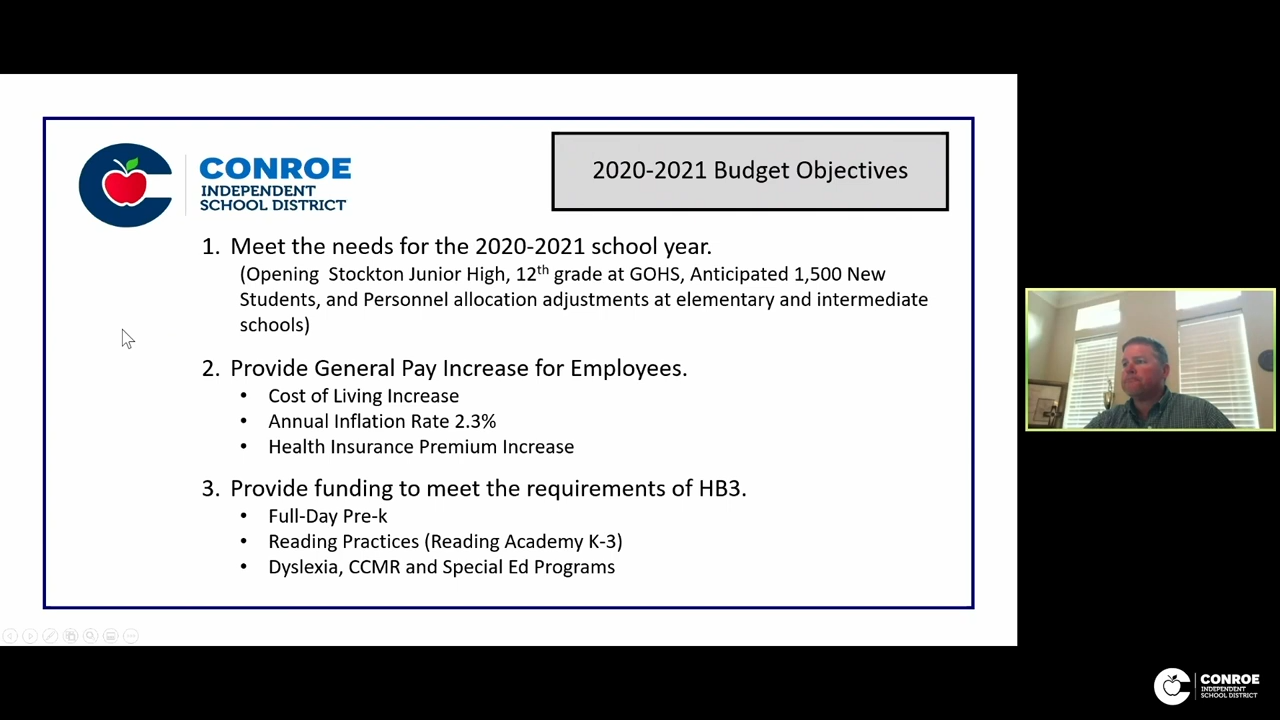 CONROE
INDEPENDENT
SCHOOL DISTRICT
2020-2021 Budget Objectives
1. Meet the needs for the 2020-2021 school year.
(Opening Stockton Junior High, 12th grade at GOHS, Anticipated 1,500 New
Students, and Personnel allocation adjustments at elementary and intermediate
schools)
2. Provide General Pay Increase for Employees.
• Cost of Living Increase
• Annual Inflation Rate 2.3%
• Health Insurance Premium Increase
3. Provide funding to meet the requirements of HB3.
• Full-Day Pre-k
• Reading Practices (Reading Academy K-3)
• Dyslexia, CCMR and Special Ed Programs
CONROE
INDEPENDENT
SCHOOL DISTRICT